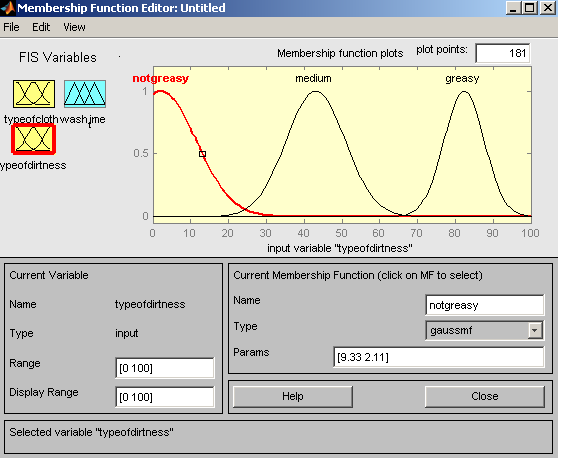 Membership Function Editor: Untitled
File Edit View
FIS Variables
Membership function plots plot points: 181
typeofcloth
typeofdirtness
notgreasy medium greasy
1
0.5
0
0 10 20 30 40 50 60 70 80 90 100
input variable "typeofdirtness"
Current Variable
Name typeofdirtness
Type input
Range [0 100]
Display Range [0 100]
Current Membership Function (click on MF to select)
Name notgreasy
Type gaussmf
Params [9.33 2.11]
Help Close
Selected variable "typeofdirtness"